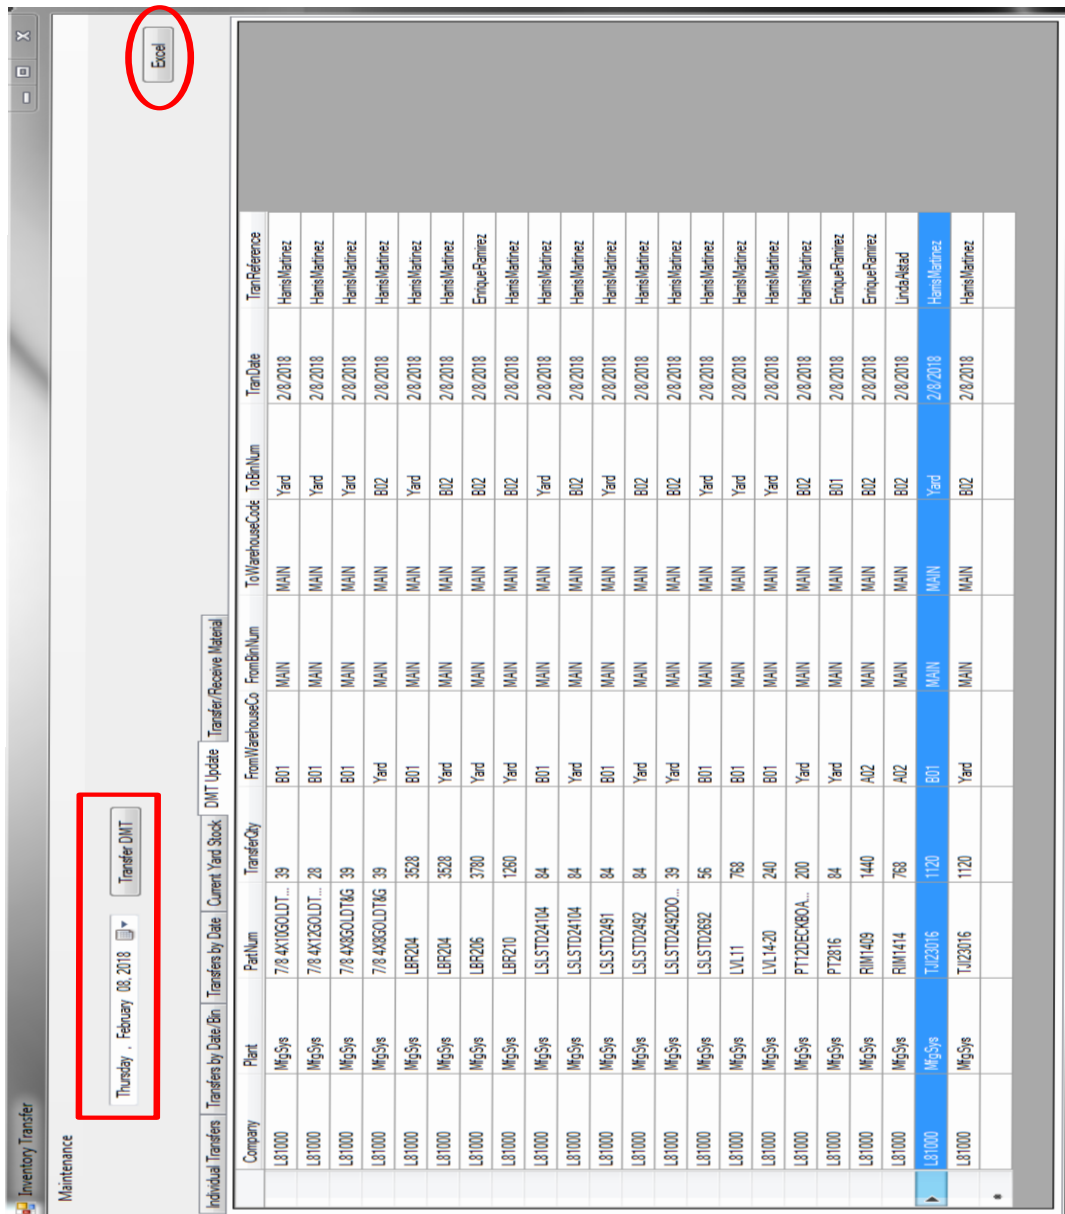 Inventory Transfer
Maintenance
Thursday , February 08, 2018 Transfer DMT Excel
Individual Transfers Transfers by Date/Bin Transfers by Date Current Yard Stock DMT Update Transfer/Receive Material
Company Plant PartNum TransferQty FromWarehouseCo FromBinNum ToWarehouseCode ToBinNum TranDate TranReference
L81000 MfgSys 7/8 4X10GOLDT... 39 B01 MAIN MAIN Yard 2/8/2018 HarrisMartinez
L81000 MfgSys 7/8 4X12GOLDT... 28 B01 MAIN MAIN Yard 2/8/2018 HarrisMartinez
L81000 MfgSys 7/8 4X8GOLDT&G 39 B01 MAIN MAIN Yard 2/8/2018 HarrisMartinez
L81000 MfgSys 7/8 4X8GOLDT&G 39 Yard MAIN MAIN B02 2/8/2018 HarrisMartinez
L81000 MfgSys LBR204 3528 B01 MAIN MAIN Yard 2/8/2018 HarrisMartinez
L81000 MfgSys LBR204 3528 Yard MAIN MAIN B02 2/8/2018 HarrisMartinez
L81000 MfgSys LBR206 3780 Yard MAIN MAIN B02 2/8/2018 EnriqueRamirez
L81000 MfgSys LBR210 1260 Yard MAIN MAIN B02 2/8/2018 HarrisMartinez
L81000 MfgSys LSLSTD24104 84 B01 MAIN MAIN Yard 2/8/2018 HarrisMartinez
L81000 MfgSys LSLSTD24104 84 Yard MAIN MAIN B02 2/8/2018 HarrisMartinez
L81000 MfgSys LSLSTD2491 84 B01 MAIN MAIN Yard 2/8/2018 HarrisMartinez
L81000 MfgSys LSLSTD2492 84 Yard MAIN MAIN B02 2/8/2018 HarrisMartinez
L81000 MfgSys LSLSTD2492DO... 39 Yard MAIN MAIN B02 2/8/2018 HarrisMartinez
L81000 MfgSys LSLSTD2692 56 B01 MAIN MAIN Yard 2/8/2018 HarrisMartinez
L81000 MfgSys LVL11 768 B01 MAIN MAIN Yard 2/8/2018 HarrisMartinez
L81000 MfgSys LVL14-20 240 B01 MAIN MAIN Yard 2/8/2018 HarrisMartinez
L81000 MfgSys PT12DECKBOA... 200 Yard MAIN MAIN B02 2/8/2018 HarrisMartinez
L81000 MfgSys PT2816 84 Yard MAIN MAIN B01 2/8/2018 EnriqueRamirez
L81000 MfgSys RIM1409 1440 A02 MAIN MAIN B02 2/8/2018 EnriqueRamirez
L81000 MfgSys RIM1414 768 A02 MAIN MAIN B02 2/8/2018 LindaAlstad
L81000 MfgSys TJI23016 1120 B01 MAIN MAIN Yard 2/8/2018 HarrisMartinez
L81000 MfgSys TJI23016 1120 Yard MAIN MAIN B02 2/8/2018 HarrisMartinez